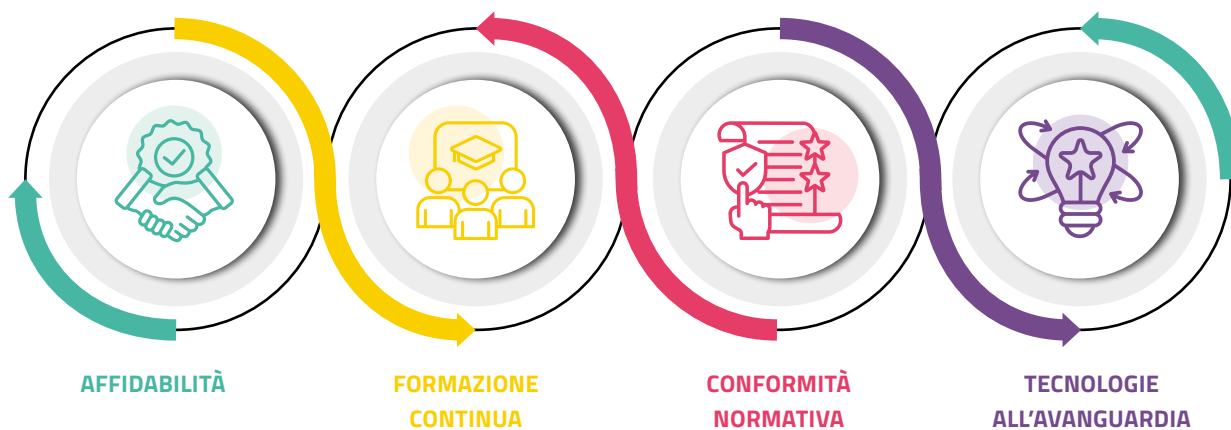 AFFIDABILITÀ
FORMAZIONE
CONTINUA
CONFORMITÀ
NORMATIVA
TECNOLOGIE
ALL'AVANGUARDIA